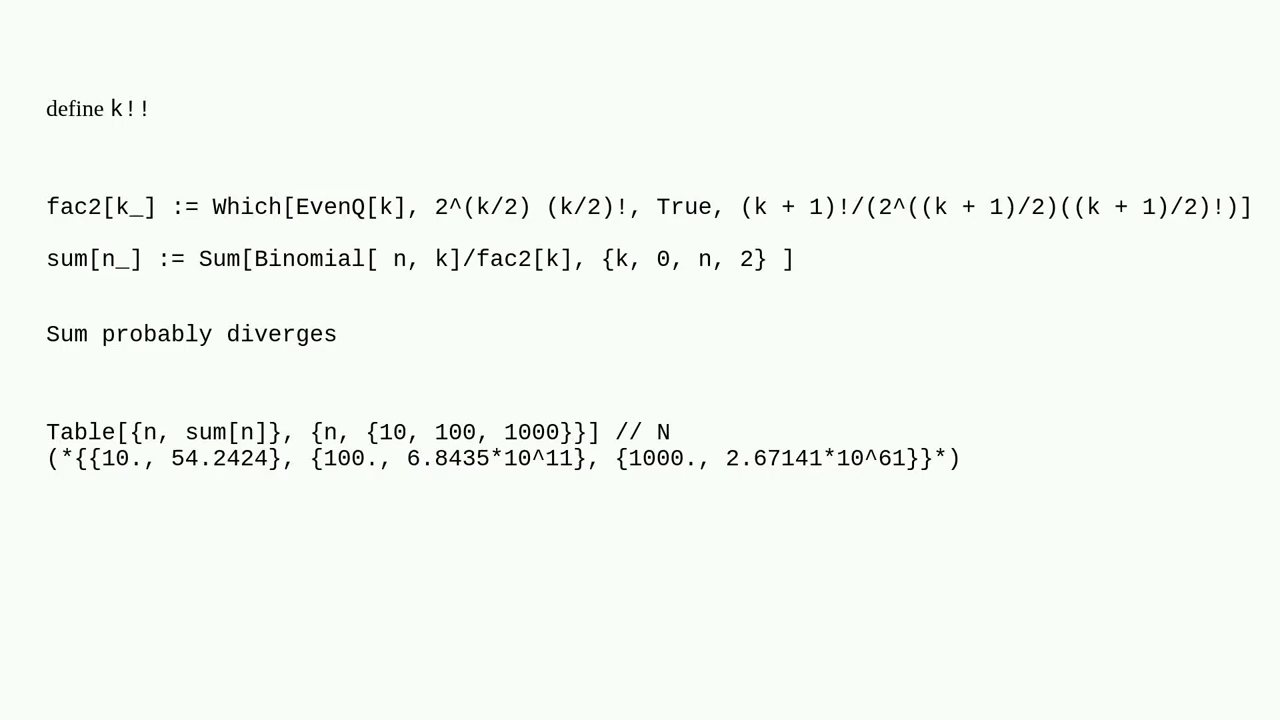 define k!!
fac2[k_] := Which[EvenQ[k], 2^(k/2) (k/2)!, True, (k + 1)!/(2^((k + 1)/2)((k + 1)/2)!)]
sum[n_] := Sum[Binomial[ n, k]/fac2[k], {k, 0, n, 2} ]
Sum probably diverges
Table[{n, sum[n]}, {n, {10, 100, 1000}}] // N
(*{{10., 54.2424}, {100., 6.8435*10^11}, {1000., 2.67141*10^61}}*)